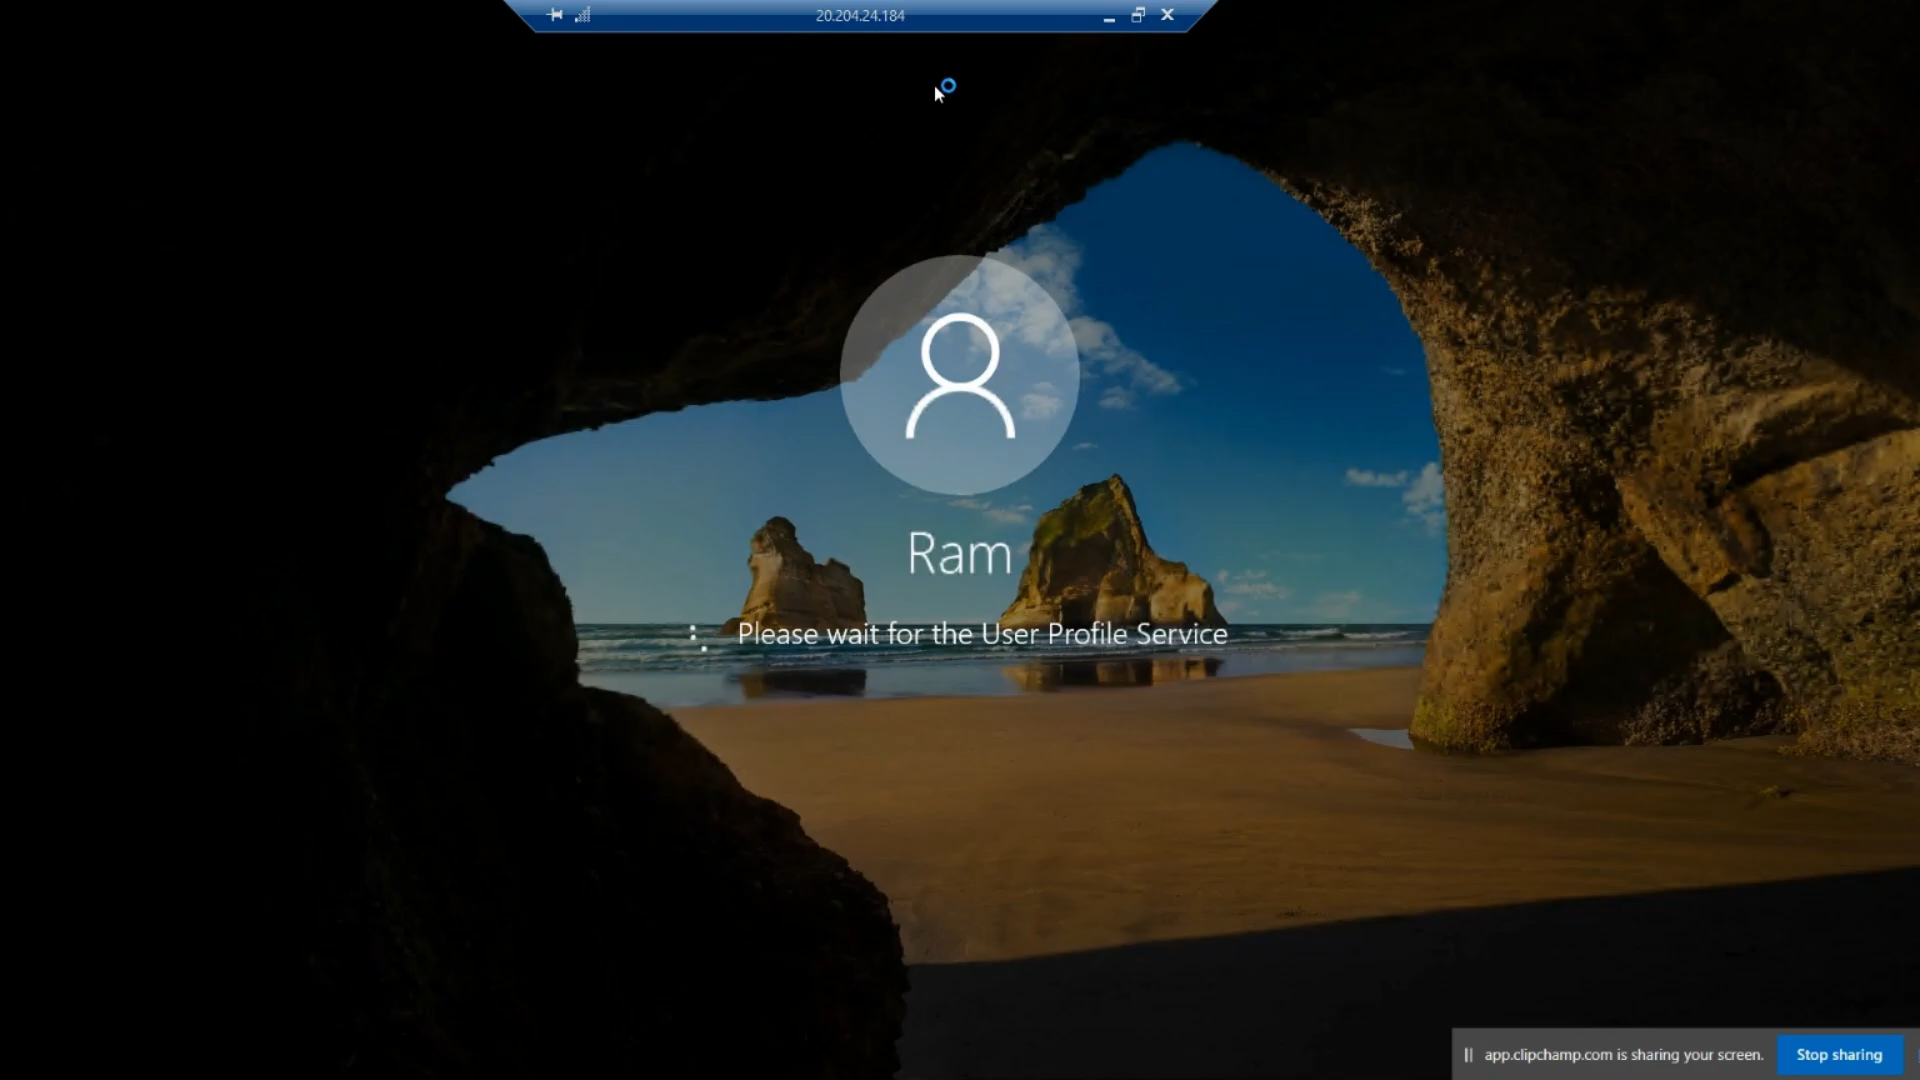 20.204.24.184
Ram
Please wait for the User Profile Service
app.clipchamp.com is sharing your screen.
Stop sharing